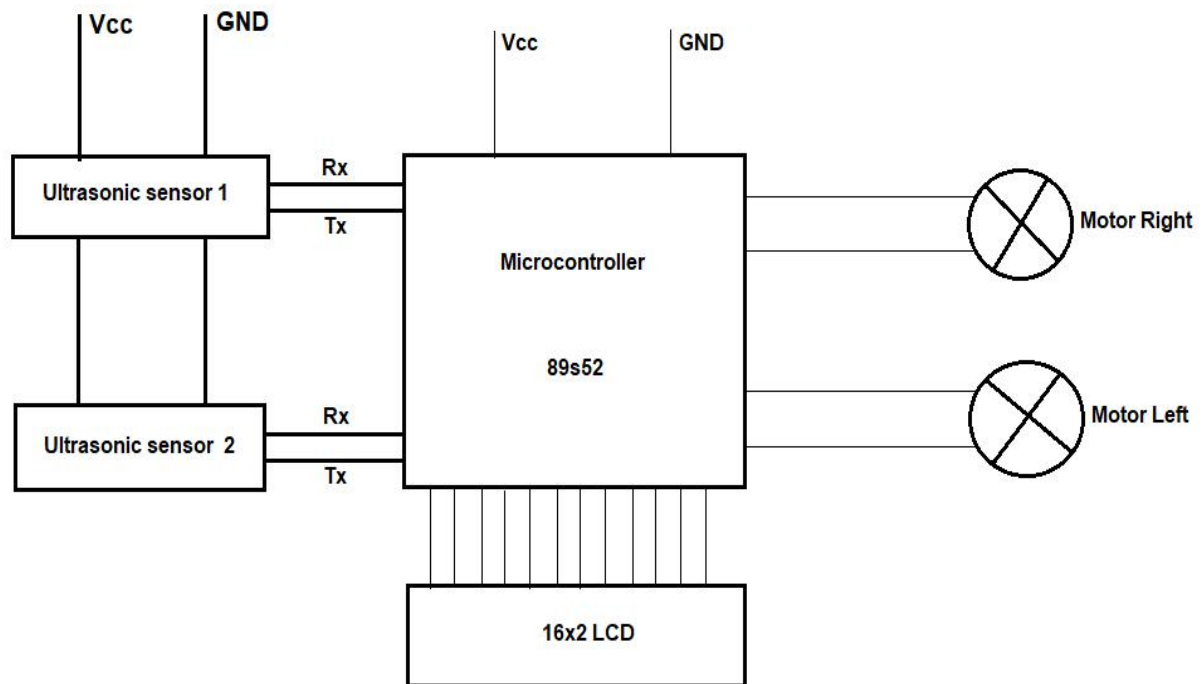 Vcc
GND
Vcc
GND
Ultrasonic sensor 1
Rx
Tx
Motor Right
Microcontroller
89s52
Ultrasonic sensor 2
Rx
Tx
Motor Left
16x2 LCD